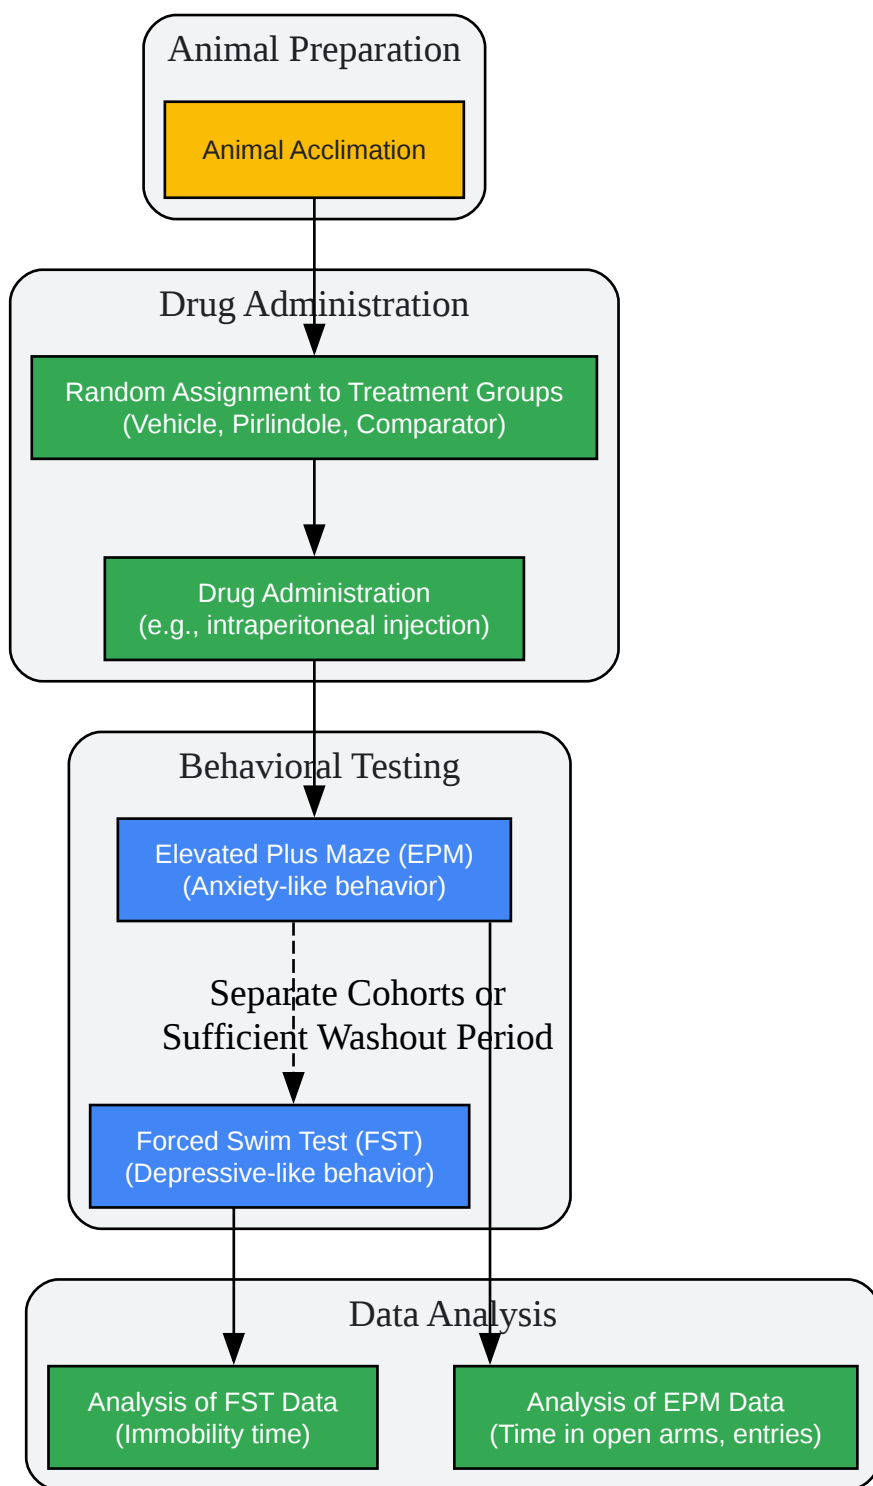 Animal Preparation
Animal Acclimation
Drug Administration
Random Assignment to Treatment Groups
(Vehicle, Pirlindole, Comparator)
Drug Administration
(e.g., intraperitoneal injection)
Behavioral Testing
Elevated Plus Maze (EPM)
(Anxiety-like behavior)
Separate Cohorts or
Sufficient Washout Period
Forced Swim Test (FST)
(Depressive-like behavior)
Data Analysis
Analysis of FST Data
(Immobility time)
Analysis of EPM Data
(Time in open arms, entries)